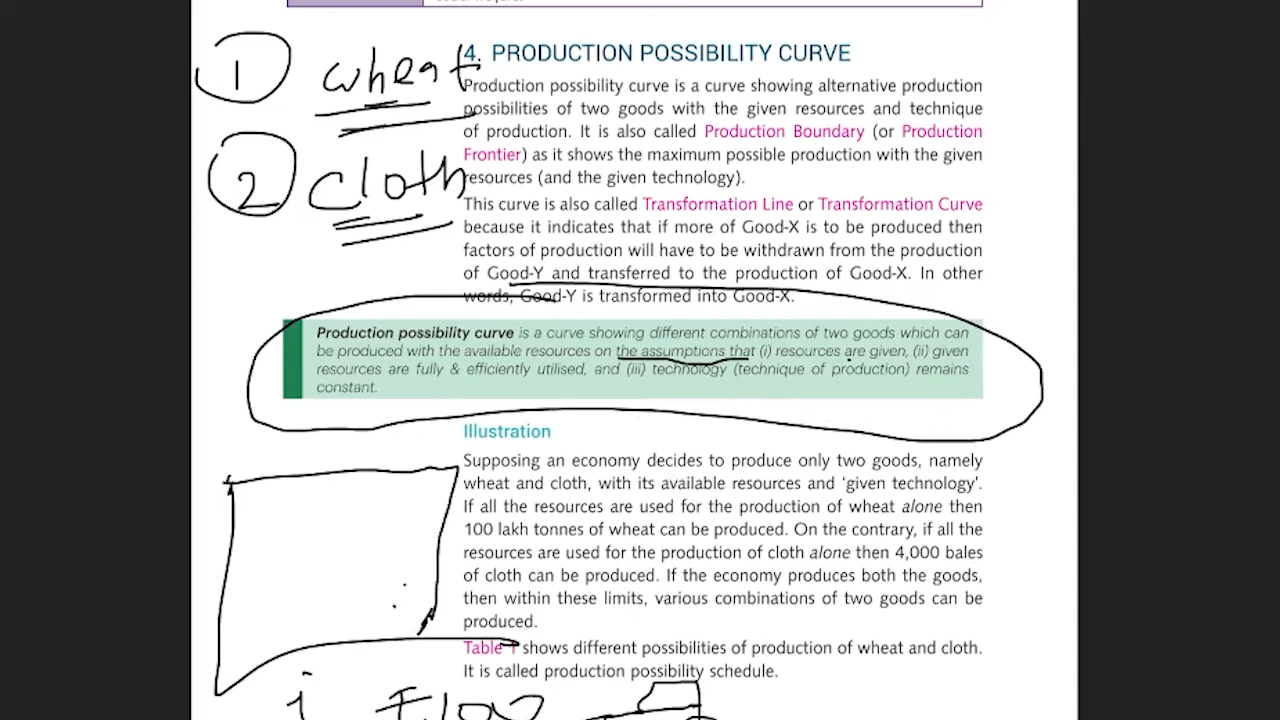 4. PRODUCTION POSSIBILITY CURVE
1 wheat
2 cloth
Production possibility curve is a curve showing alternative production
possibilities of two goods with the given resources and technique
of production. It is also called Production Boundary (or Production
Frontier) as it shows the maximum possible production with the given
resources (and the given technology).
This curve is also called Transformation Line or Transformation Curve
because it indicates that if more of Good-X is to be produced then
factors of production will have to be withdrawn from the production
of Good-Y and transferred to the production of Good-X. In other
words, Good-Y is transformed into Good-X.
Production possibility curve is a curve showing different combinations of two goods which can
be produced with the available resources on the assumptions that (i) resources are given, (ii) given
resources are fully & efficiently utilised, and (iii) technology (technique of production) remains
constant.
Illustration
Supposing an economy decides to produce only two goods, namely
wheat and cloth, with its available resources and ‘given technology’.
If all the resources are used for the production of wheat alone then
100 lakh tonnes of wheat can be produced. On the contrary, if all the
resources are used for the production of cloth alone then 4,000 bales
of cloth can be produced. If the economy produces both the goods,
then within these limits, various combinations of two goods can be
produced.
Table 1 shows different possibilities of production of wheat and cloth.
It is called production possibility schedule.